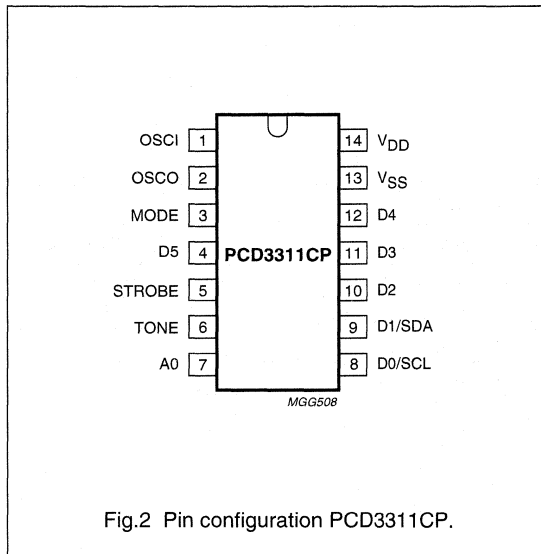 OSCI 1 14 VDD
OSCO 2 13 VSS
MODE 3 12 D4
D5 4 PCD3311CP 11 D3
STROBE 5 10 D2
TONE 6 9 D1/SDA
A0 7 8 D0/SCL
MGG508
Fig.2 Pin configuration PCD3311CP.